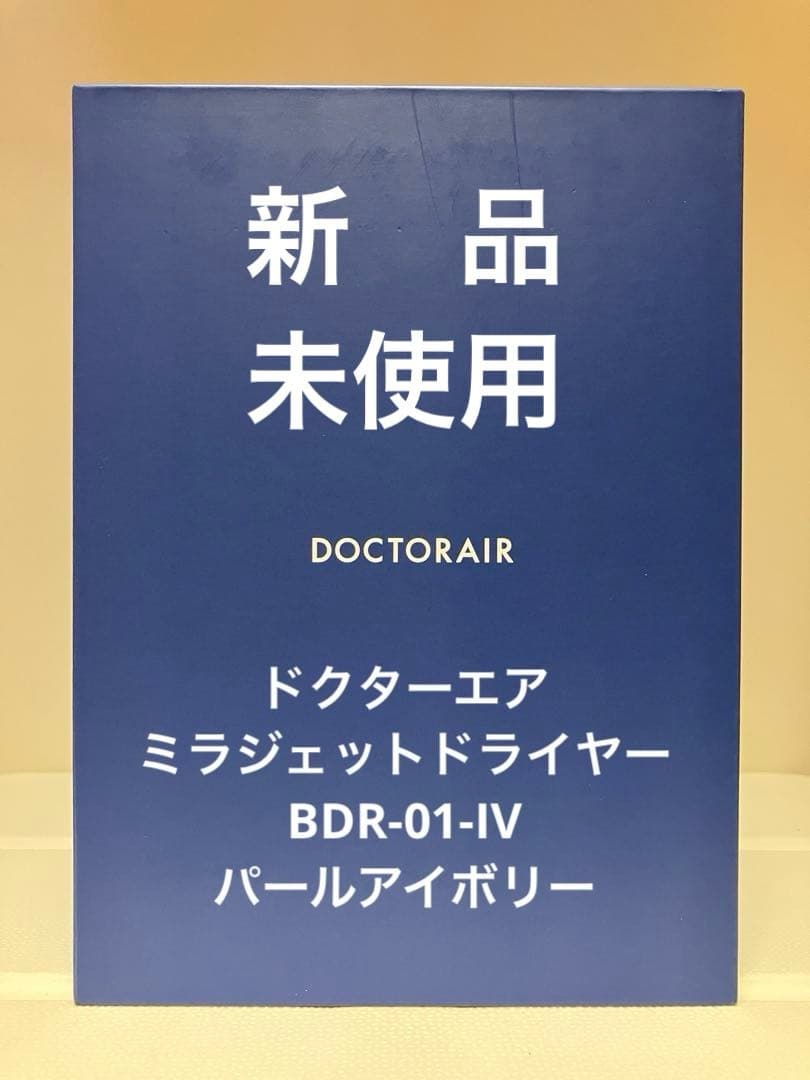 新　品
未使用
DOCTORAIR
ドクターエア
ミラジェットドライヤー
BDR-01-IV
パールアイボリー